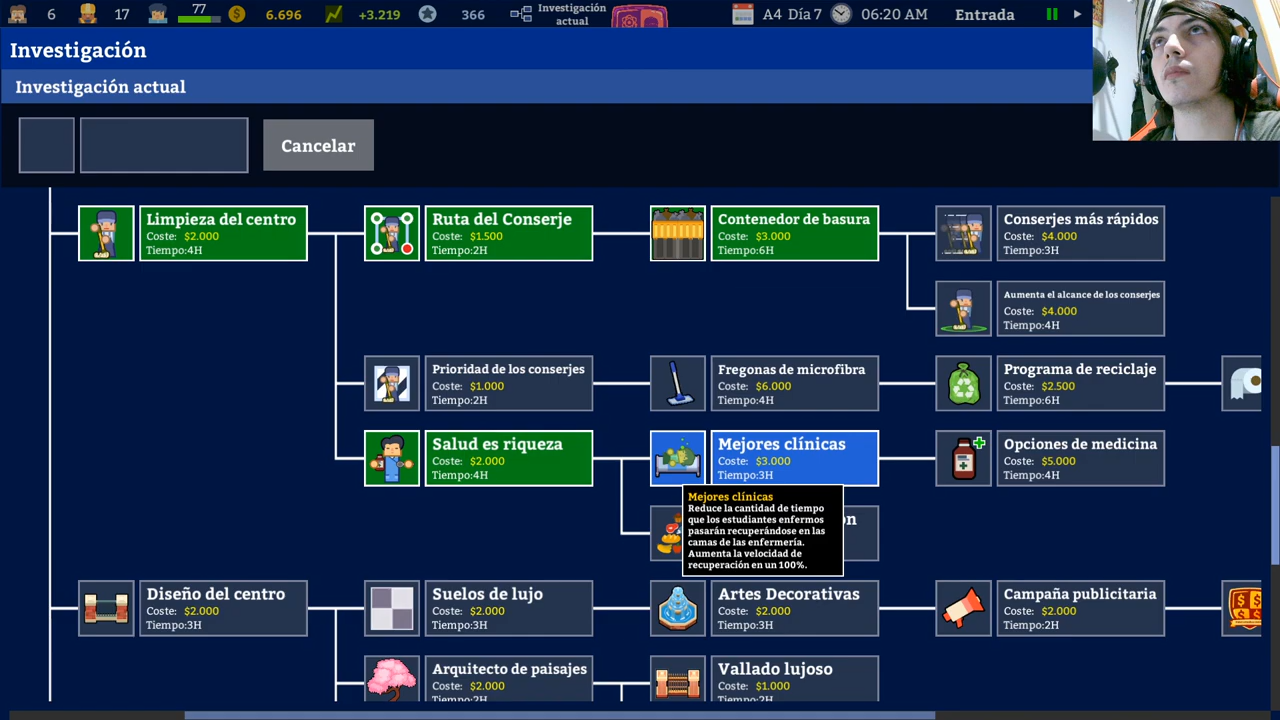 6 17 77 6.696 +3.219 366 Investigación actual A4 Día 7 06:20 AM Entrada
Investigación
Investigación actual
Cancelar
Limpieza del centro
Coste: $2.000
Tiempo:4H
Ruta del Conserje
Coste: $1.500
Tiempo:2H
Contenedor de basura
Coste: $3.000
Tiempo:6H
Conserjes más rápidos
Coste: $4.000
Tiempo:3H
Aumenta el alcance de los conserjes
Coste: $4.000
Tiempo:4H
Prioridad de los conserjes
Coste: $1.000
Tiempo:2H
Fregonas de microfibra
Coste: $6.000
Tiempo:4H
Programa de reciclaje
Coste: $2.500
Tiempo:6H
Salud es riqueza
Coste: $2.000
Tiempo:4H
Mejores clínicas
Coste: $3.000
Tiempo:3H
Opciones de medicina
Coste: $5.000
Tiempo:4H
Mejores clínicas
Reduce la cantidad de tiempo
que los estudiantes enfermos
pasarán recuperándose en las
camas de las enfermería.
Aumenta la velocidad de
recuperación en un 100%.
Diseño del centro
Coste: $2.000
Tiempo:3H
Suelos de lujo
Coste: $2.000
Tiempo:3H
Artes Decorativas
Coste: $2.000
Tiempo:3H
Campaña publicitaria
Coste: $2.000
Tiempo:2H
Arquitecto de paisajes
Coste: $2.000
Tiempo:2H
Vallado lujoso
Coste: $1.000